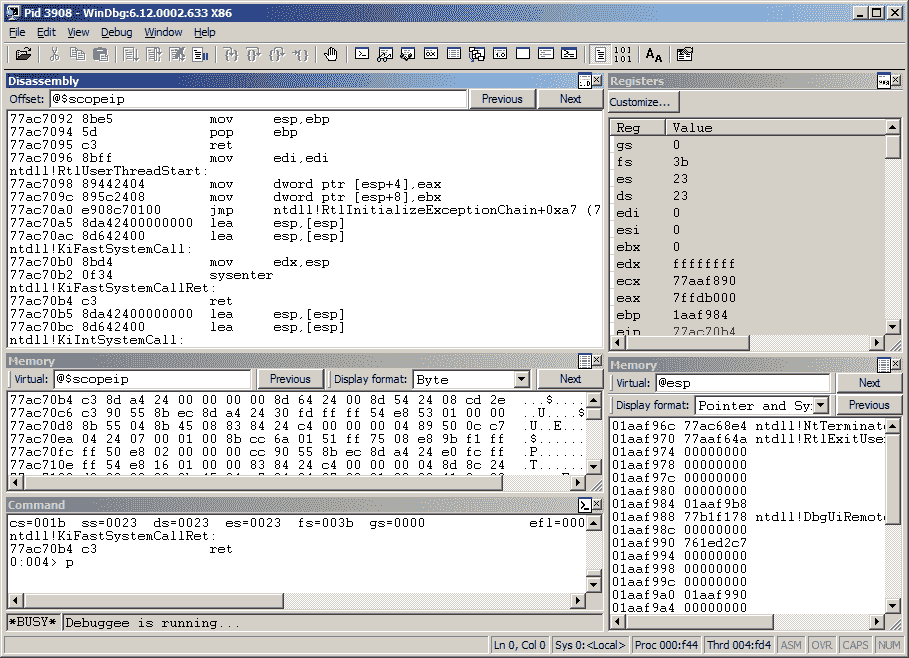 Pid 3908 - WinDbg:6.12.0002.633 X86
File Edit View Debug Window Help
Disassembly
Offset: @$scopeip Previous Next
77ac7092 8be5 mov esp,ebp
77ac7094 5d pop ebp
77ac7095 c3 ret
77ac7096 8bff mov edi,edi
ntdll!RtlUserThreadStart:
77ac7098 89442404 mov dword ptr [esp+4],eax
77ac709c 895c2408 mov dword ptr [esp+8],ebx
77ac70a0 e908c70100 jmp ntdll!RtlInitializeExceptionChain+0xa7 (7
77ac70a5 8da42400000000 lea esp,[esp]
77ac70ac 8d642400 lea esp,[esp]
ntdll!KiFastSystemCall:
77ac70b0 8bd4 mov edx,esp
77ac70b2 0f34 sysenter
ntdll!KiFastSystemCallRet:
77ac70b4 c3 ret
77ac70b5 8da42400000000 lea esp,[esp]
77ac70bc 8d642400 lea esp,[esp]
ntdll!KiIntSystemCall:
Registers
Customize...
Reg Value
gs 0
fs 3b
es 23
ds 23
edi 0
esi 0
ebx 0
edx ffffffff
ecx 77aaf890
eax 7ffdb000
ebp 1aaf984
eip 77ac70b4
Memory
Virtual: @$scopeip Previous Display format: Byte Next
77ac70b4 c3 8d a4 24 00 00 00 00 8d 64 24 00 8d 54 24 08 cd 2e ...$.....
77ac70c6 c3 90 55 8b ec 8d a4 24 30 fd ff ff 54 e8 53 01 00 00 ..U....$
77ac70d8 8b 55 04 8b 45 08 83 84 24 c4 00 00 00 04 89 50 0c c7 .U..E...
77ac70ea 04 24 07 00 01 00 8b cc 6a 01 51 ff 75 08 e8 9b f1 ff .$......
77ac70fc ff 50 e8 02 00 00 00 cc 90 55 8b ec 8d a4 24 e0 fc ff .P......
77ac710e ff 54 e8 16 01 00 00 83 84 24 c4 00 00 00 04 8d 8c 24 .T......
Memory
Virtual: @esp Next
Display format: Pointer and Sy Previous
01aaf96c 77ac68e4 ntdll!NtTerminat
01aaf970 77aaf64a ntdll!RtlExitUse
01aaf974 00000000
01aaf978 00000000
01aaf97c 00000000
01aaf980 00000000
01aaf984 01aaf9b8
01aaf988 77b1f178 ntdll!DbgUiRemot
01aaf98c 00000000
01aaf990 761ed2c7
01aaf994 00000000
01aaf998 00000000
01aaf99c 00000000
01aaf9a0 01aaf990
01aaf9a4 00000000
Command
cs=001b ss=0023 ds=0023 es=0023 fs=003b gs=0000 efl=000
ntdll!KiFastSystemCallRet:
77ac70b4 c3 ret
0:004> p
*BUSY* Debuggee is running...
Ln 0, Col 0 Sys 0:<Local> Proc 000:f44 Thrd 004:fd4 ASM OVR CAPS NUM